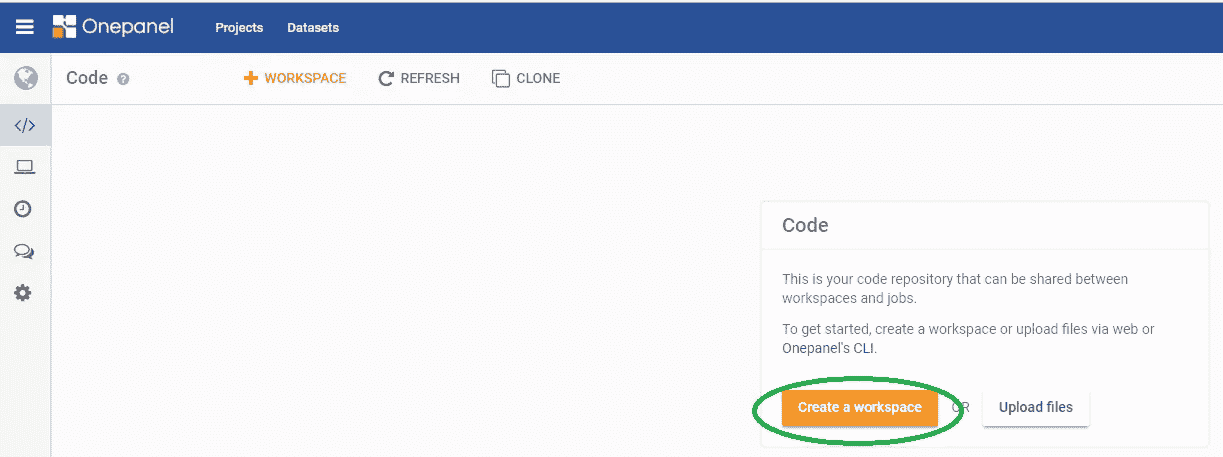 Onepanel Projects Datasets
Code ? WORKSPACE REFRESH CLONE
</>
Code
This is your code repository that can be shared between
workspaces and jobs.
To get started, create a workspace or upload files via web or
Onepanel's CLI.
Create a workspace OR Upload files